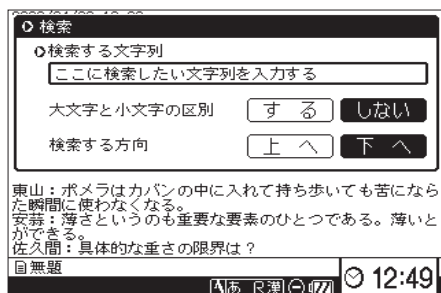 検索
検索する文字列
ここに検索したい文字列を入力する
大文字と小文字の区別 する しない
検索する方向 上へ 下へ
東山：ポメラはカバンの中に入れて持ち歩いても苦になら
た瞬間に使わなくなる。
安蒜：薄さというのも重要な要素のひとつである。薄いと
ができる。
佐久間：具体的な重さの限界は？
無題
A あ R漢 12:49